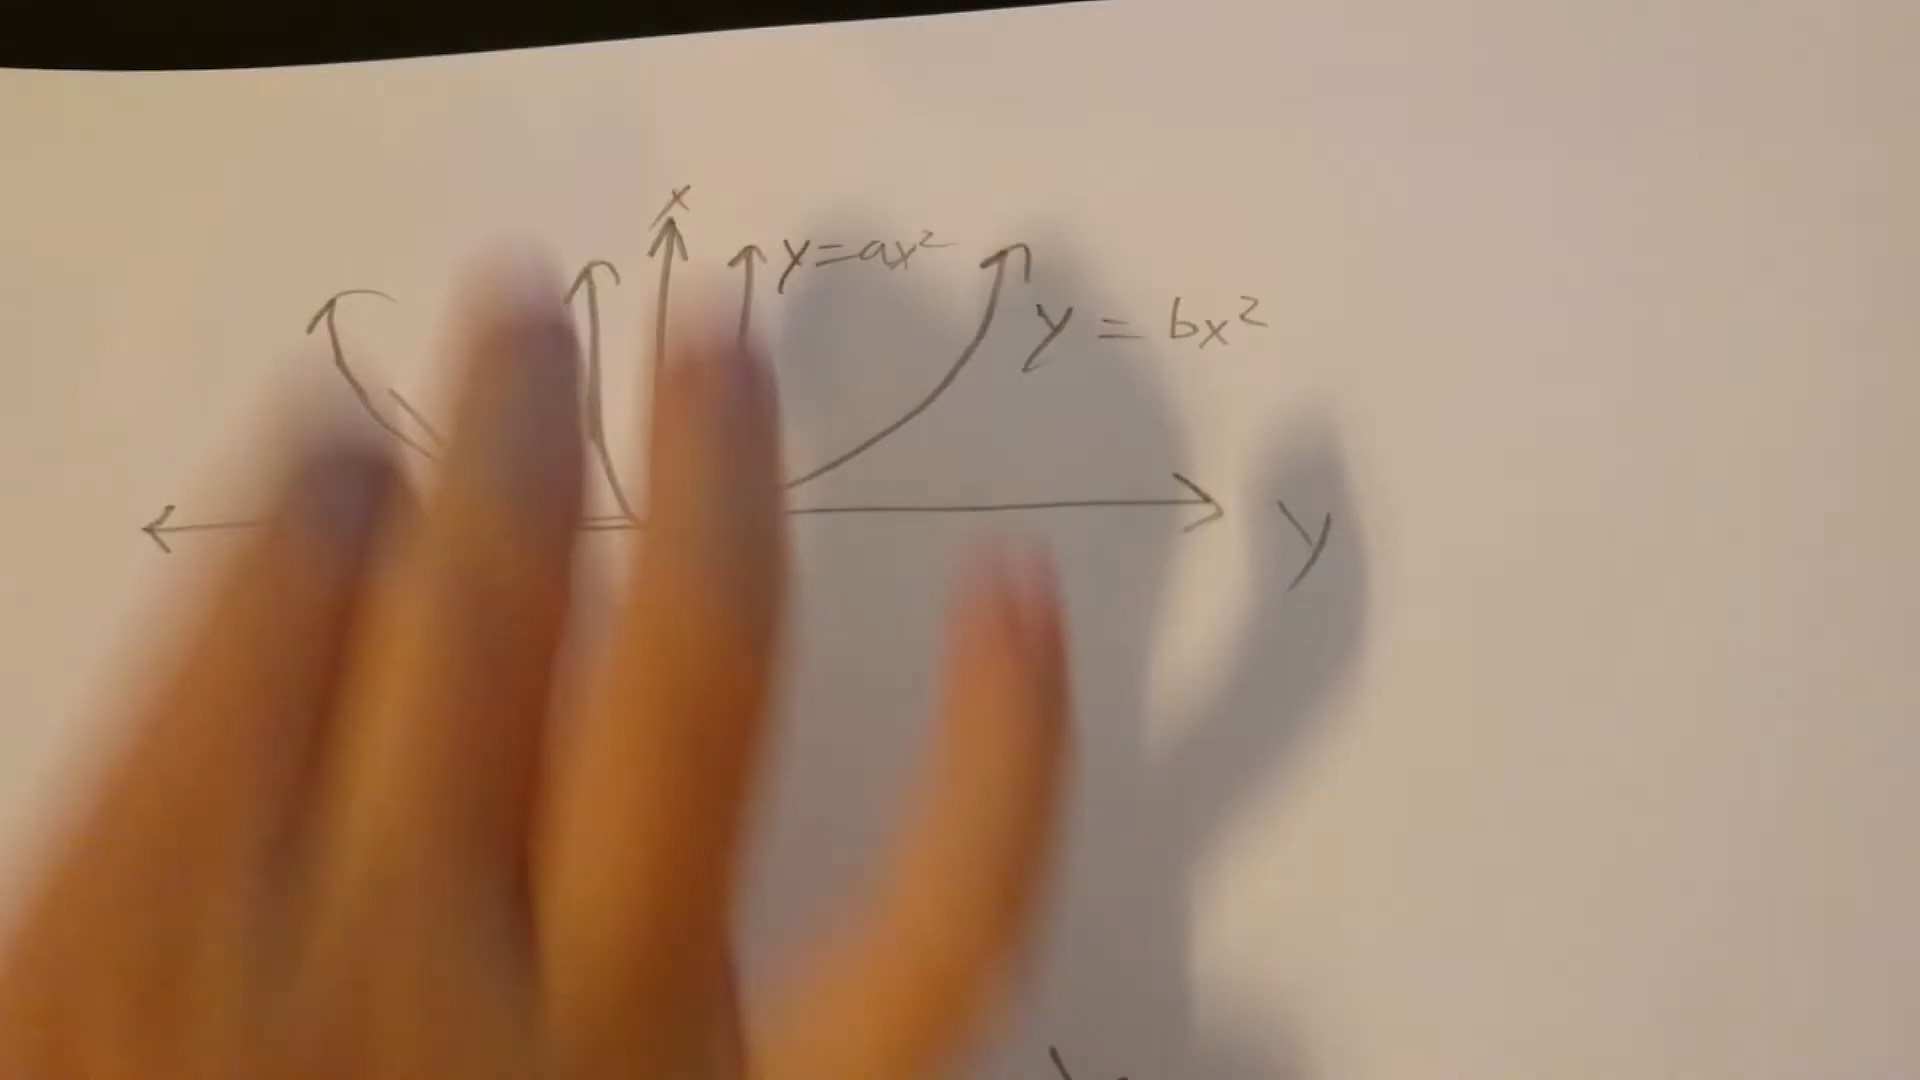 x
y=ax²
y = bx²
y